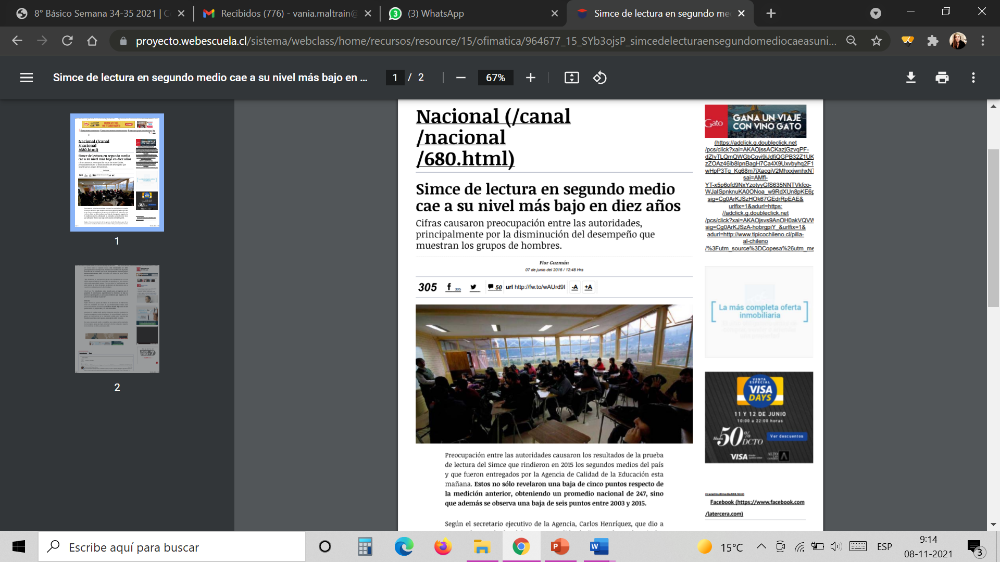 8° Básico Semana 34-35 2021 | C
Recibidos (776) - vania.maltrain@
(3) WhatsApp
Simce de lectura en segundo me
proyecto.webescuela.cl/sistema/webclass/home/recursos/resource/15/ofimatica/964677_15_SYb3ojsP_simcedelecturaensegundomediocaeasuni...
Simce de lectura en segundo medio cae a su nivel más bajo en ...
1 / 2
67%
1
2
Nacional (/canal
/nacional
/680.html)
Simce de lectura en segundo medio
cae a su nivel más bajo en diez años
Cifras causaron preocupación entre las autoridades,
principalmente por la disminución del desempeño que
muestran los grupos de hombres.
Flor Guzmán
07 de junio del 2016 / 12:48 Hrs
305 305 50 url http://fw.to/wAUrd9I -A +A
Preocupación entre las autoridades causaron los resultados de la prueba
de lectura del Simce que rindieron en 2015 los segundos medios del país
y que fueron entregados por la Agencia de Calidad de la Educación esta
mañana. Estos no sólo revelaron una baja de cinco puntos respecto de
la medición anterior, obteniendo un promedio nacional de 247, sino
que además se observa una baja de seis puntos entre 2003 y 2015.
Según el secretario ejecutivo de la Agencia, Carlos Henríquez, que dio a
Gato
GANA UN VIAJE
CON VINO GATO
(https://adclick.g.doubleclick.net
/pcs/click?xai=AKAOjssACKazjGzvqPF-
dZIyTLQmQWGbCgyi9jJdfjQGPB32Z1UK
zZOAz46ib8IpnBagH7Ca4X9Uxvbyhq2F1
wHpP3Tq_Kq68m7jXacgiV2MhxxjwnhxNT
sai=AMfl-
YT-x5p6ofd9NxYzotyyGfS635NNTVkfco-
WJaISpnknuKA0ONoa_w9RdXUn8pKE6p
sig=Cg0ArKJSzHOk67GEdrRpEAE&
urlfix=1&adurl=https:
//adclick.g.doubleclick.net
/pcs/click?xai=AKAOjsvs9AnOH0akVQVW
sig=Cg0ArKJSzA-hobrgpiY_&urlfix=1&
adurl=http://www.tipicochileno.cl/pilla-
al-chileno
/%3Futm_source%3DCopesa%26utm_me
La más completa oferta
inmobiliaria
VENTA
ESPECIAL
VISA
DAYS
11 Y 12 DE JUNIO
10:00 a 22:00 horas
Hasta 50% DCTO
Ver descuentos
VISA
ALTO
LAS
CONDES
Facebook (https://www.facebook.com
/latercera.com)
Escribe aquí para buscar
15°C
ESP
9:14
08-11-2021
3